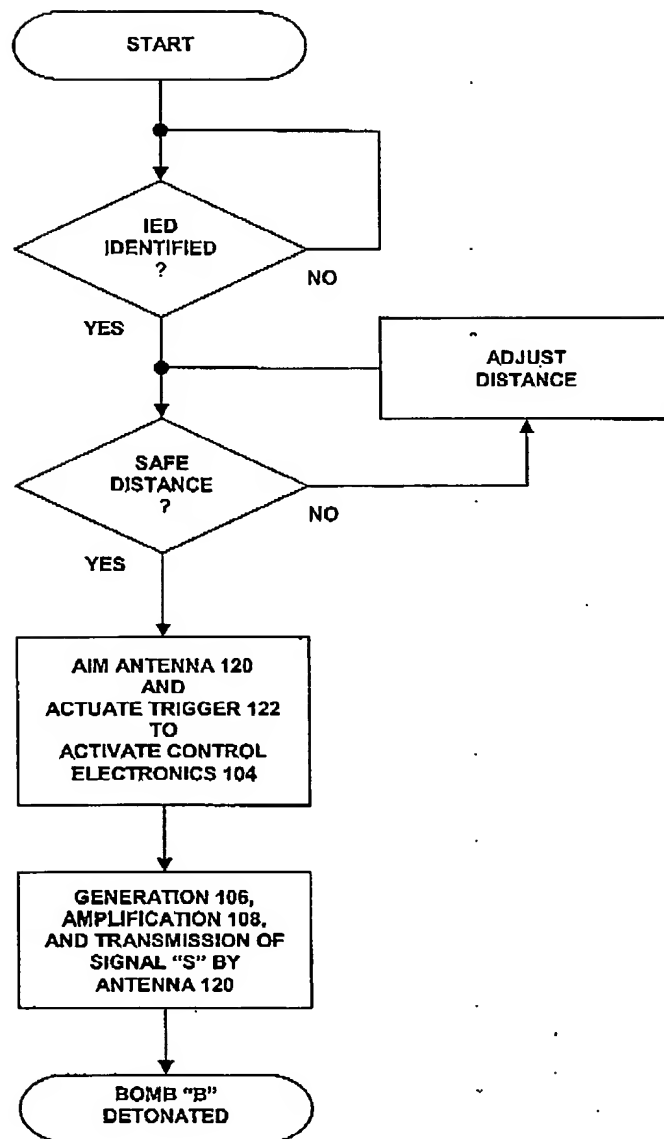 START
IED
IDENTIFIED
?
NO
YES
ADJUST
DISTANCE
SAFE
DISTANCE
?
NO
YES
AIM ANTENNA 120
AND
ACTUATE TRIGGER 122
TO
ACTIVATE CONTROL
ELECTRONICS 104
GENERATION 106,
AMPLIFICATION 108,
AND TRANSMISSION OF
SIGNAL "S" BY
ANTENNA 120
BOMB "B"
DETONATED